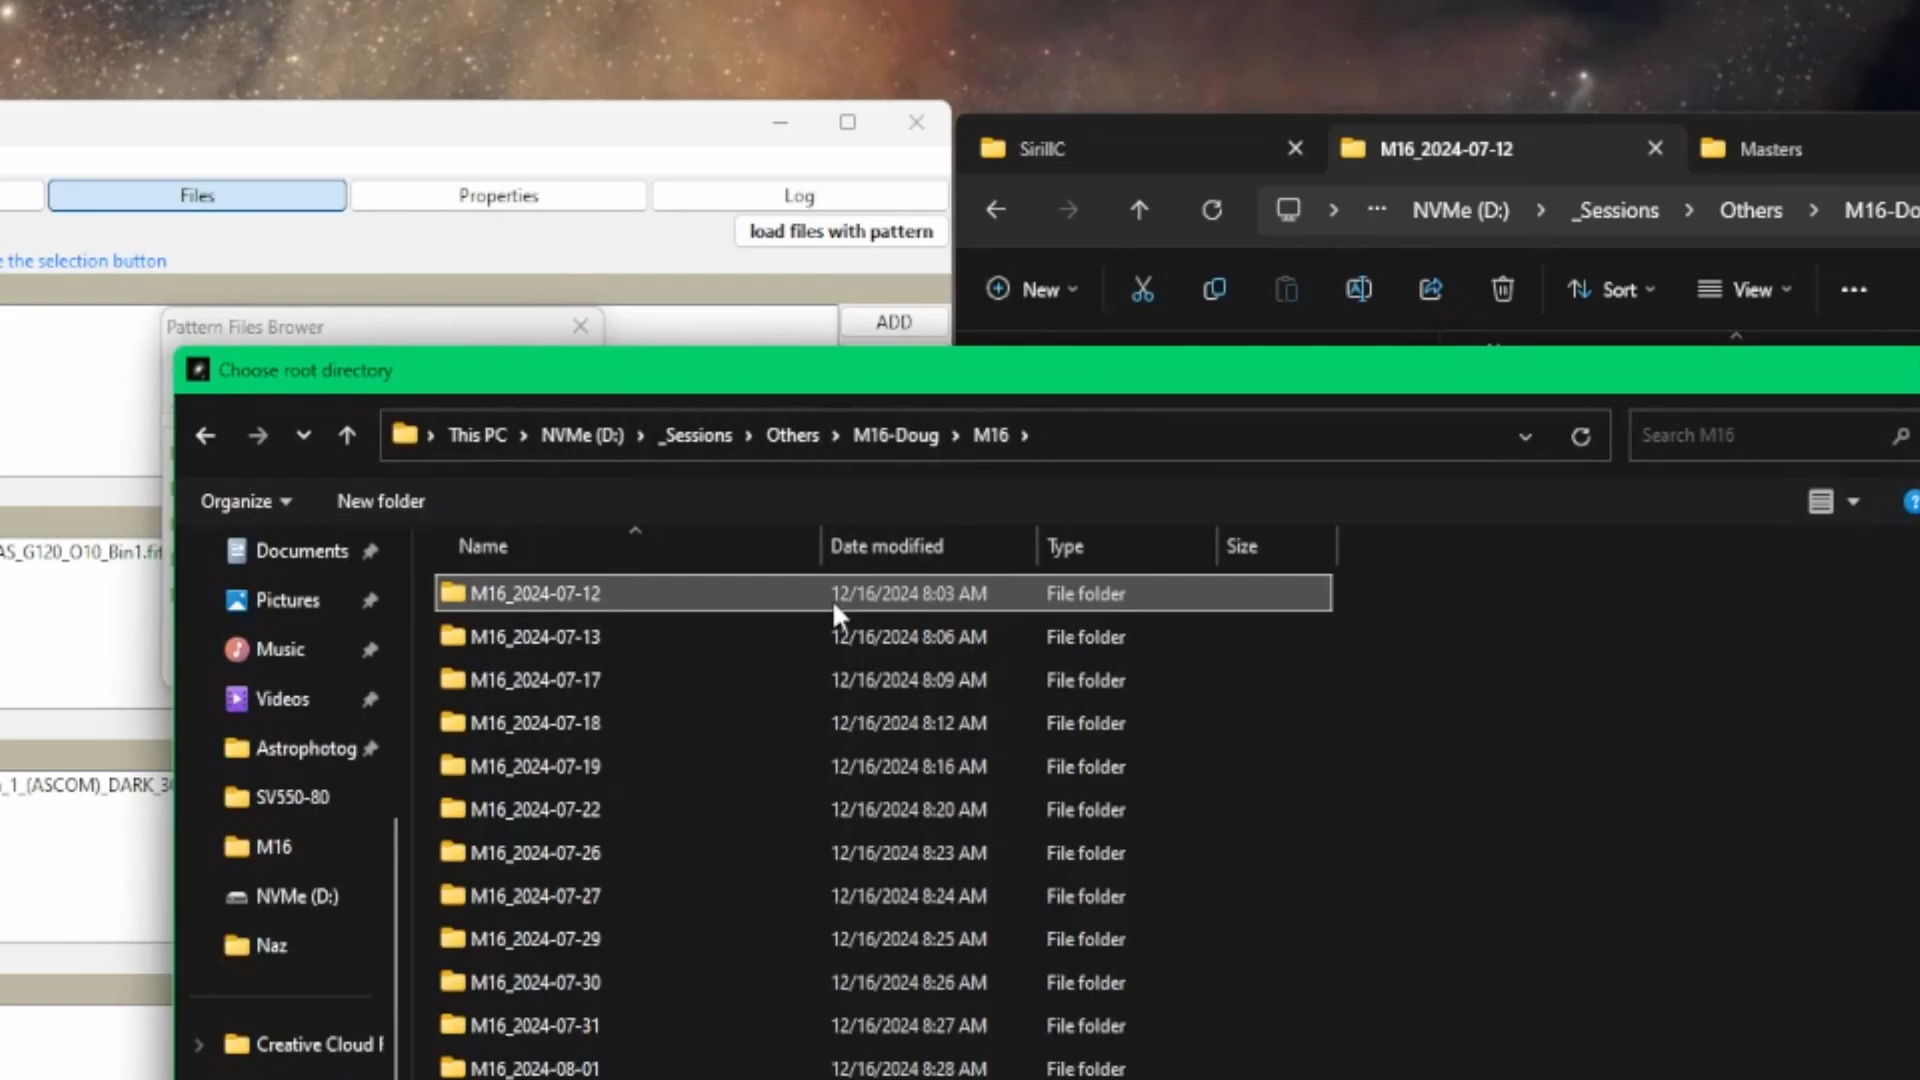 SirillC
M16_2024-07-12
Masters
Files
Properties
Log
NVMe (D:)
_Sessions
Others
M16-Do
load files with pattern
e the selection button
New
Sort
View
Pattern Files Brower
ADD
Choose root directory
This PC > NVMe (D:) > _Sessions > Others > M16-Doug > M16 >
Search M16
Organize
New folder
AS_G120_O10_Bin1.fit
_1_(ASCOM)_DARK_30
Documents
Pictures
Music
Videos
Astrophotog
SV550-80
M16
NVMe (D:)
Naz
Creative Cloud F
Name
Date modified
Type
Size
M16_2024-07-12 12/16/2024 8:03 AM File folder
M16_2024-07-13 12/16/2024 8:06 AM File folder
M16_2024-07-17 12/16/2024 8:09 AM File folder
M16_2024-07-18 12/16/2024 8:12 AM File folder
M16_2024-07-19 12/16/2024 8:16 AM File folder
M16_2024-07-22 12/16/2024 8:20 AM File folder
M16_2024-07-26 12/16/2024 8:23 AM File folder
M16_2024-07-27 12/16/2024 8:24 AM File folder
M16_2024-07-29 12/16/2024 8:25 AM File folder
M16_2024-07-30 12/16/2024 8:26 AM File folder
M16_2024-07-31 12/16/2024 8:27 AM File folder
M16_2024-08-01 12/16/2024 8:28 AM File folder